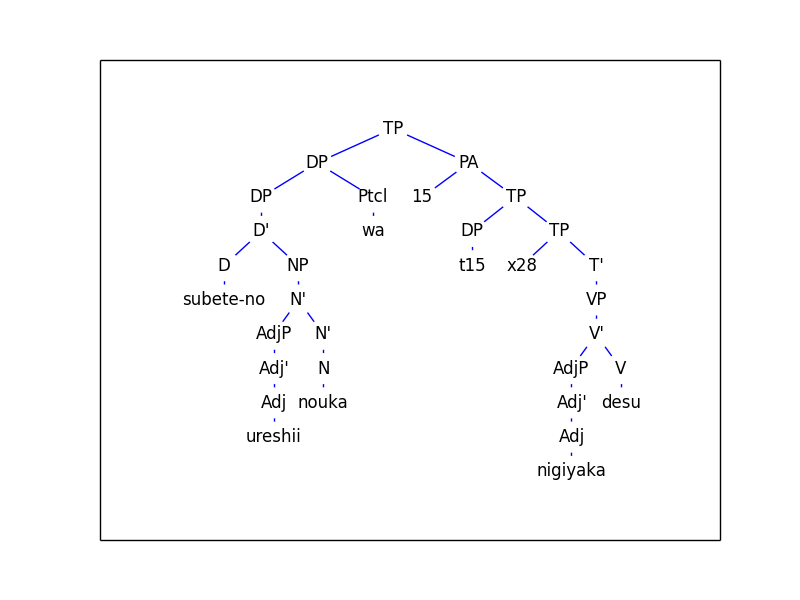 TP
DP PA
DP Ptcl 15 TP
D' wa DP TP
D NP t15 x28 T'
subete-no N' VP
AdjP N' V'
Adj' N AdjP V
Adj nouka Adj' desu
ureshii Adj
nigiyaka